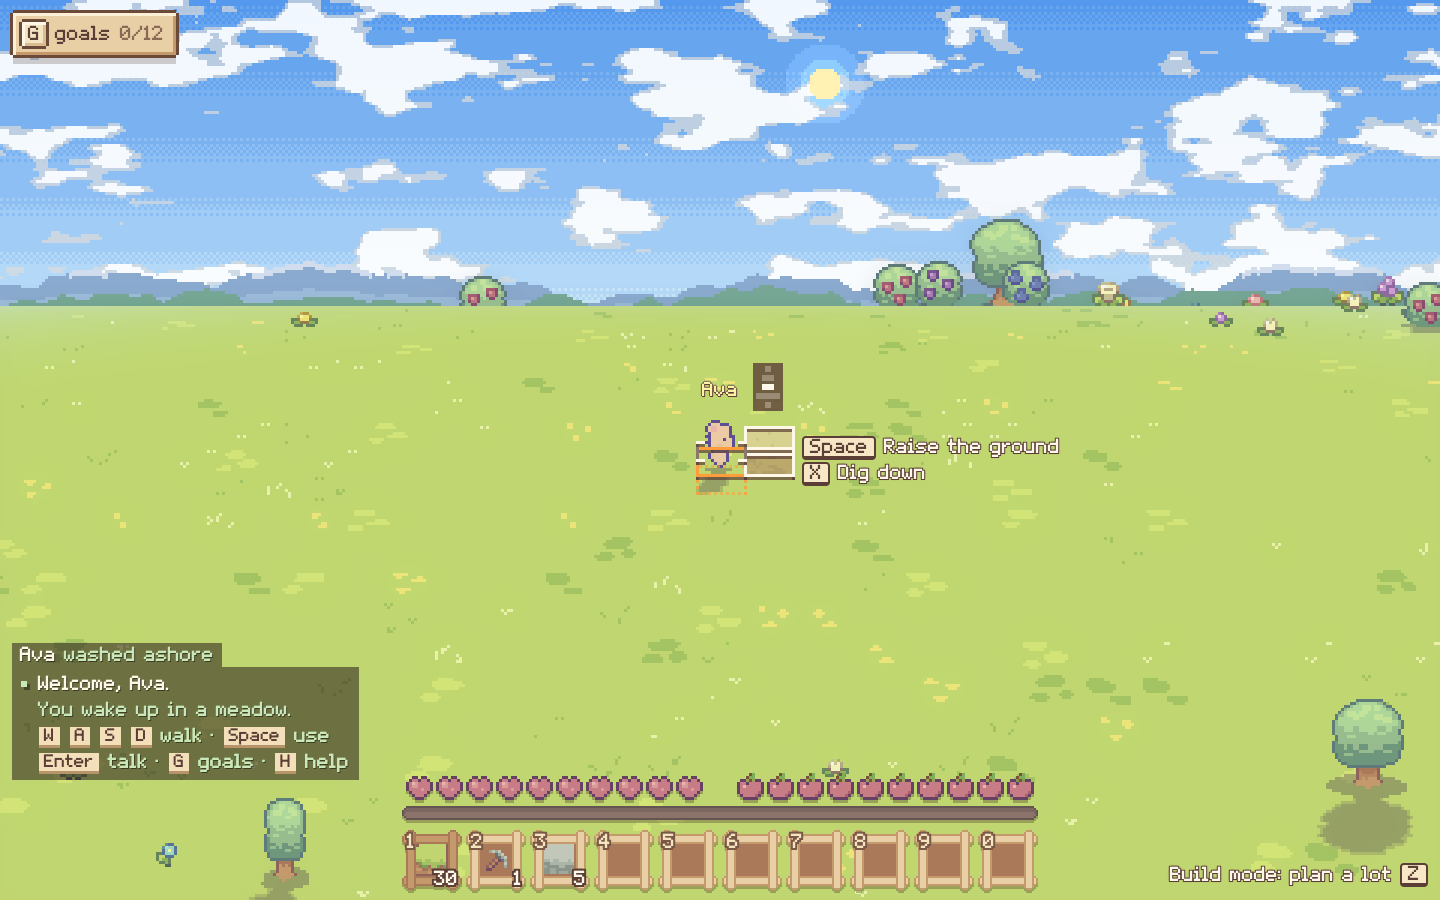 G goals 0/12
Ava
Space Raise the ground
X Dig down
Ava washed ashore
Welcome, Ava.
You wake up in a meadow.
W A S D walk · Space use
Enter talk · G goals · H help
1 2 3 4 5 6 7 8 9 0
30 1 5
Build mode: plan a lot Z